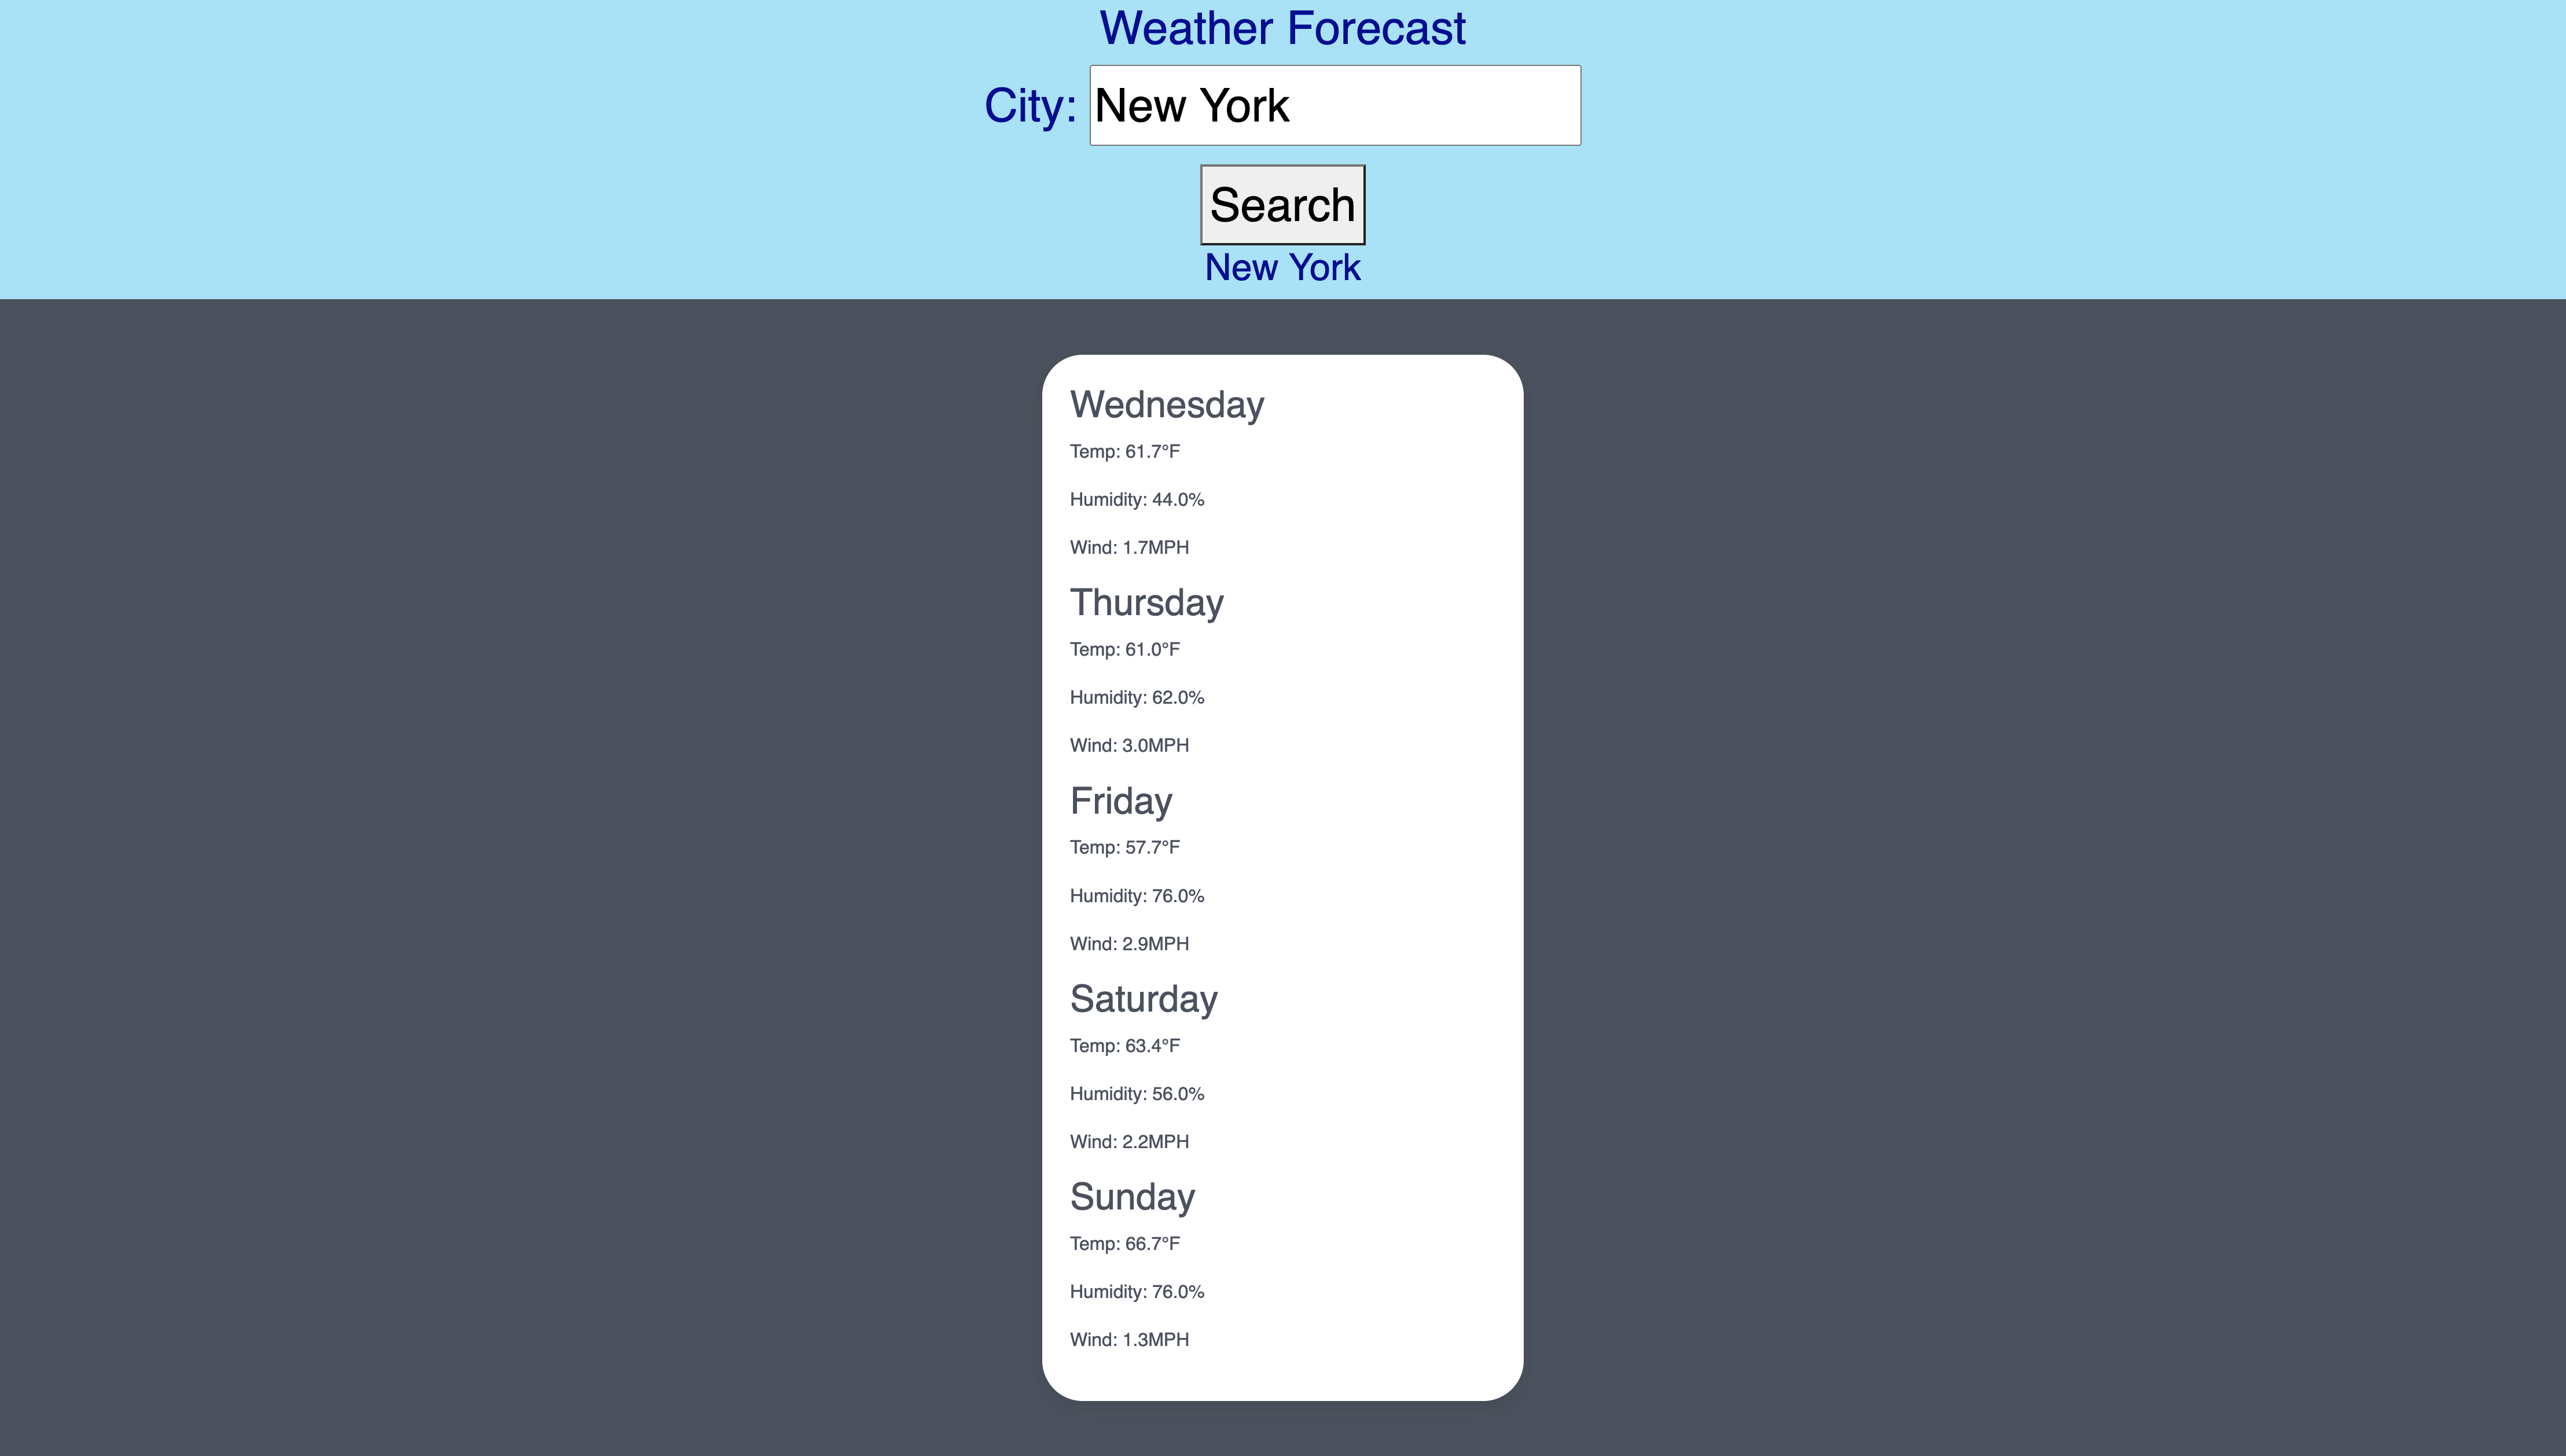 Weather Forecast
City: New York
Search
New York
Wednesday
Temp: 61.7°F
Humidity: 44.0%
Wind: 1.7MPH
Thursday
Temp: 61.0°F
Humidity: 62.0%
Wind: 3.0MPH
Friday
Temp: 57.7°F
Humidity: 76.0%
Wind: 2.9MPH
Saturday
Temp: 63.4°F
Humidity: 56.0%
Wind: 2.2MPH
Sunday
Temp: 66.7°F
Humidity: 76.0%
Wind: 1.3MPH